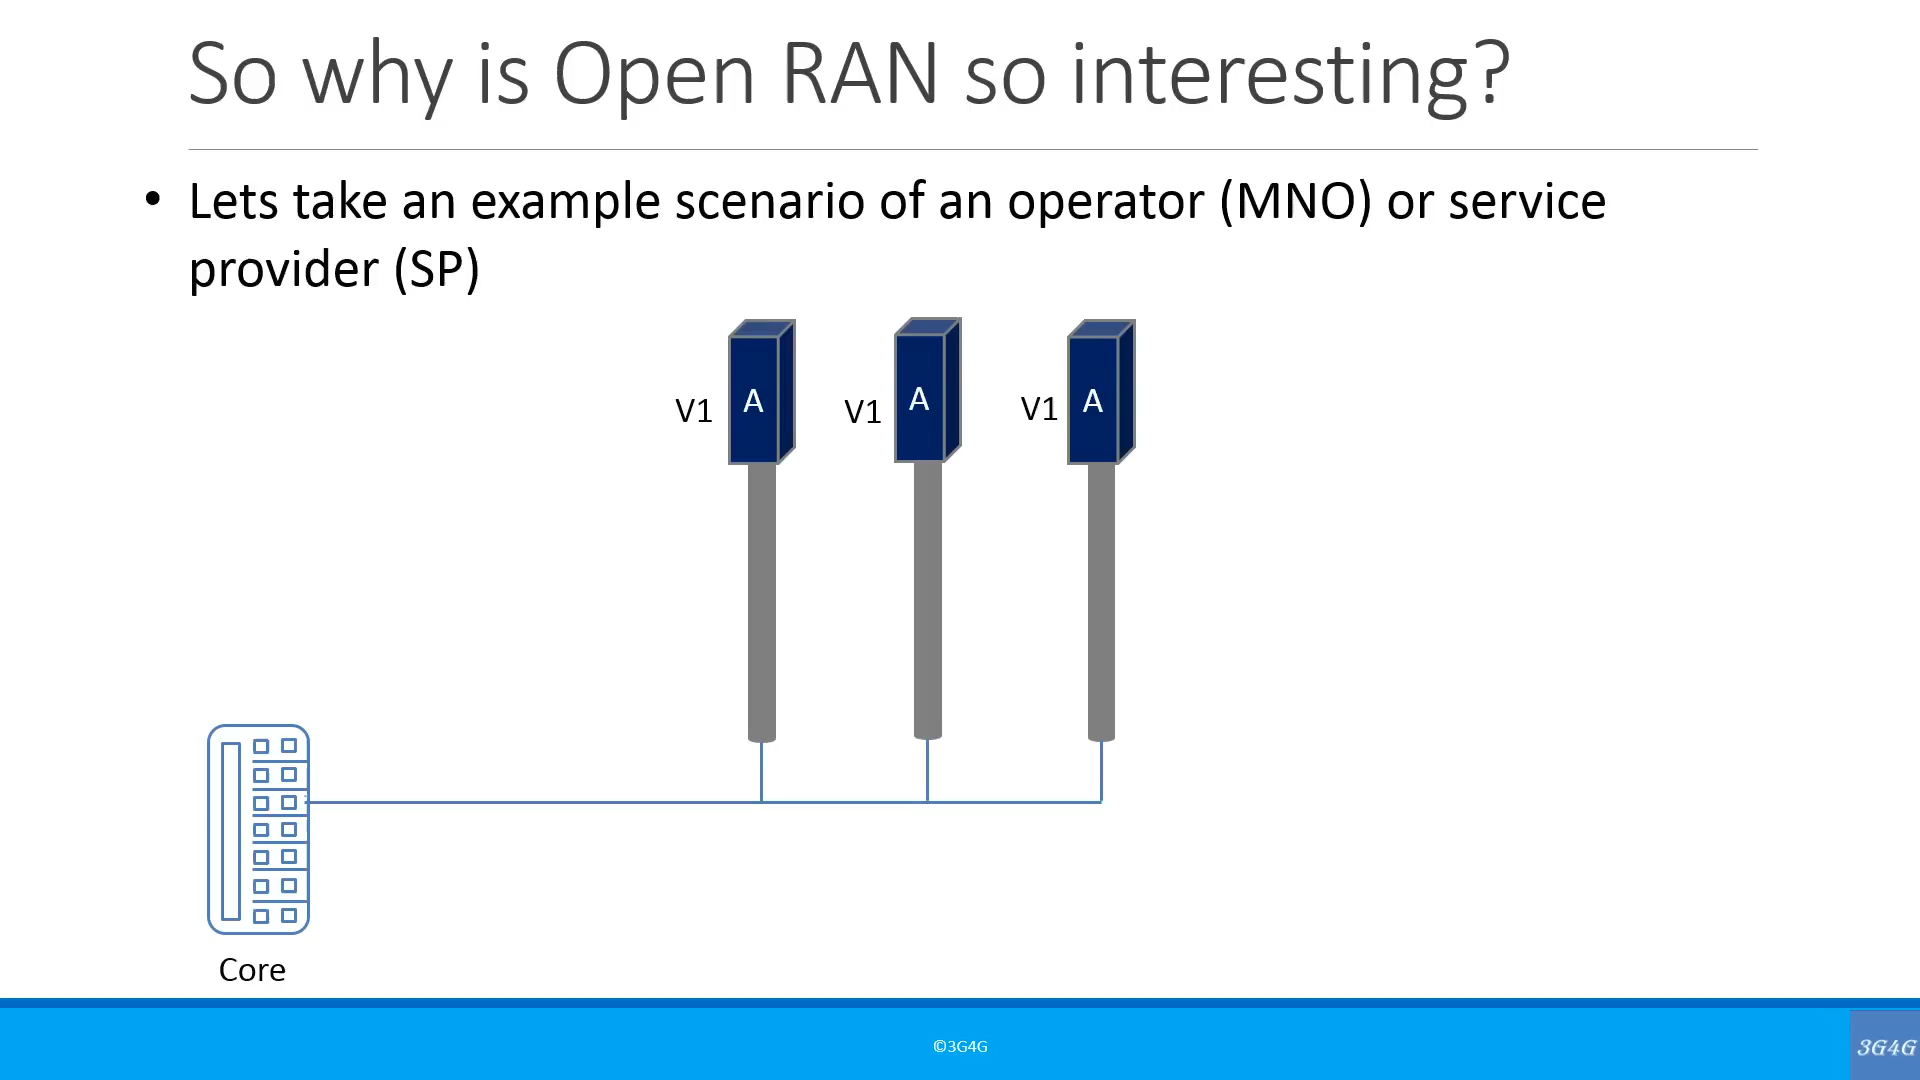 So why is Open RAN so interesting?
• Lets take an example scenario of an operator (MNO) or service
provider (SP)
V1 A V1 A V1 A
Core
©3G4G
3G4G